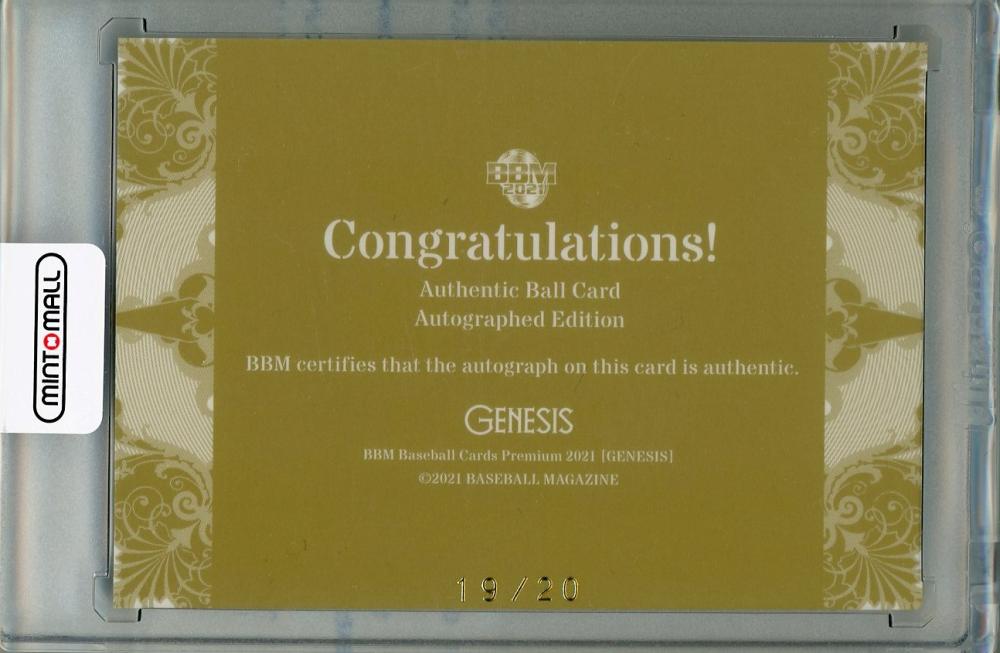 BBM
2021
Congratulations!
Authentic Ball Card
Autographed Edition
BBM certifies that the autograph on this card is authentic.
GENESIS
BBM Baseball Cards Premium 2021 [GENESIS]
©2021 BASEBALL MAGAZINE
19/20
MINTOMALL